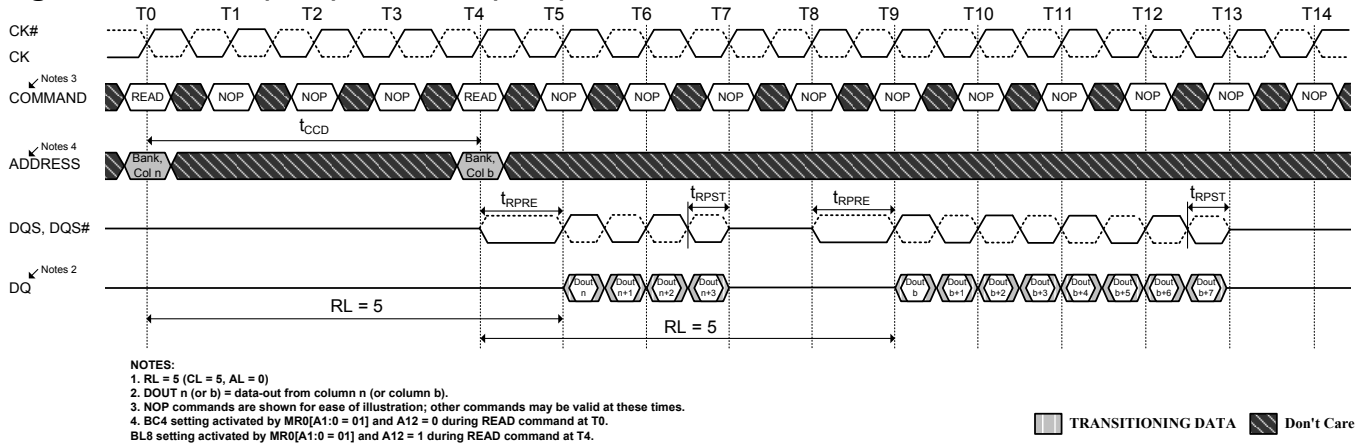 T0 T1 T2 T3 T4 T5 T6 T7 T8 T9 T10 T11 T12 T13 T14
CK#
CK
Notes 3
COMMAND READ NOP NOP NOP READ NOP NOP NOP NOP NOP NOP NOP NOP NOP NOP
tCCD
Notes 4
ADDRESS
Bank, Col n
Bank, Col b
tRPRE tRPST tRPRE tRPST
DQS, DQS#
Notes 2
DQ
Dout n
Dout n+1
Dout n+2
Dout n+3
Dout b
Dout b+1
Dout b+2
Dout b+3
Dout b+4
Dout b+5
Dout b+6
Dout b+7
RL = 5
RL = 5
NOTES:
1. RL = 5 (CL = 5, AL = 0)
2. DOUT n (or b) = data-out from column n (or column b).
3. NOP commands are shown for ease of illustration; other commands may be valid at these times.
4. BC4 setting activated by MR0[A1:0 = 01] and A12 = 0 during READ command at T0.
BL8 setting activated by MR0[A1:0 = 01] and A12 = 1 during READ command at T4.
TRANSITIONING DATA Don't Care